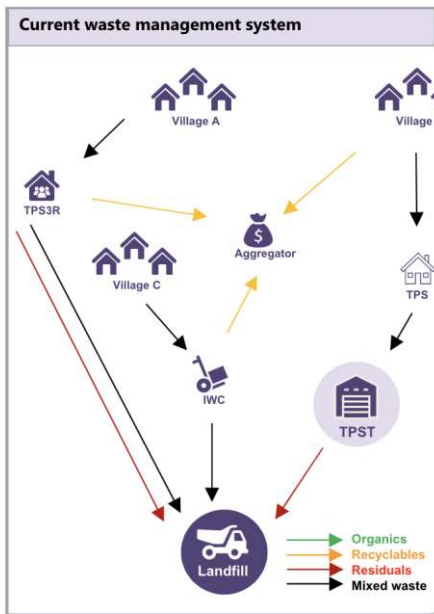 Current waste management system
Village A
Village
TPS3R
Aggregator
$
Village C
TPS
IWC
TPST
Landfill
Organics
Recyclables
Residuals
Mixed waste